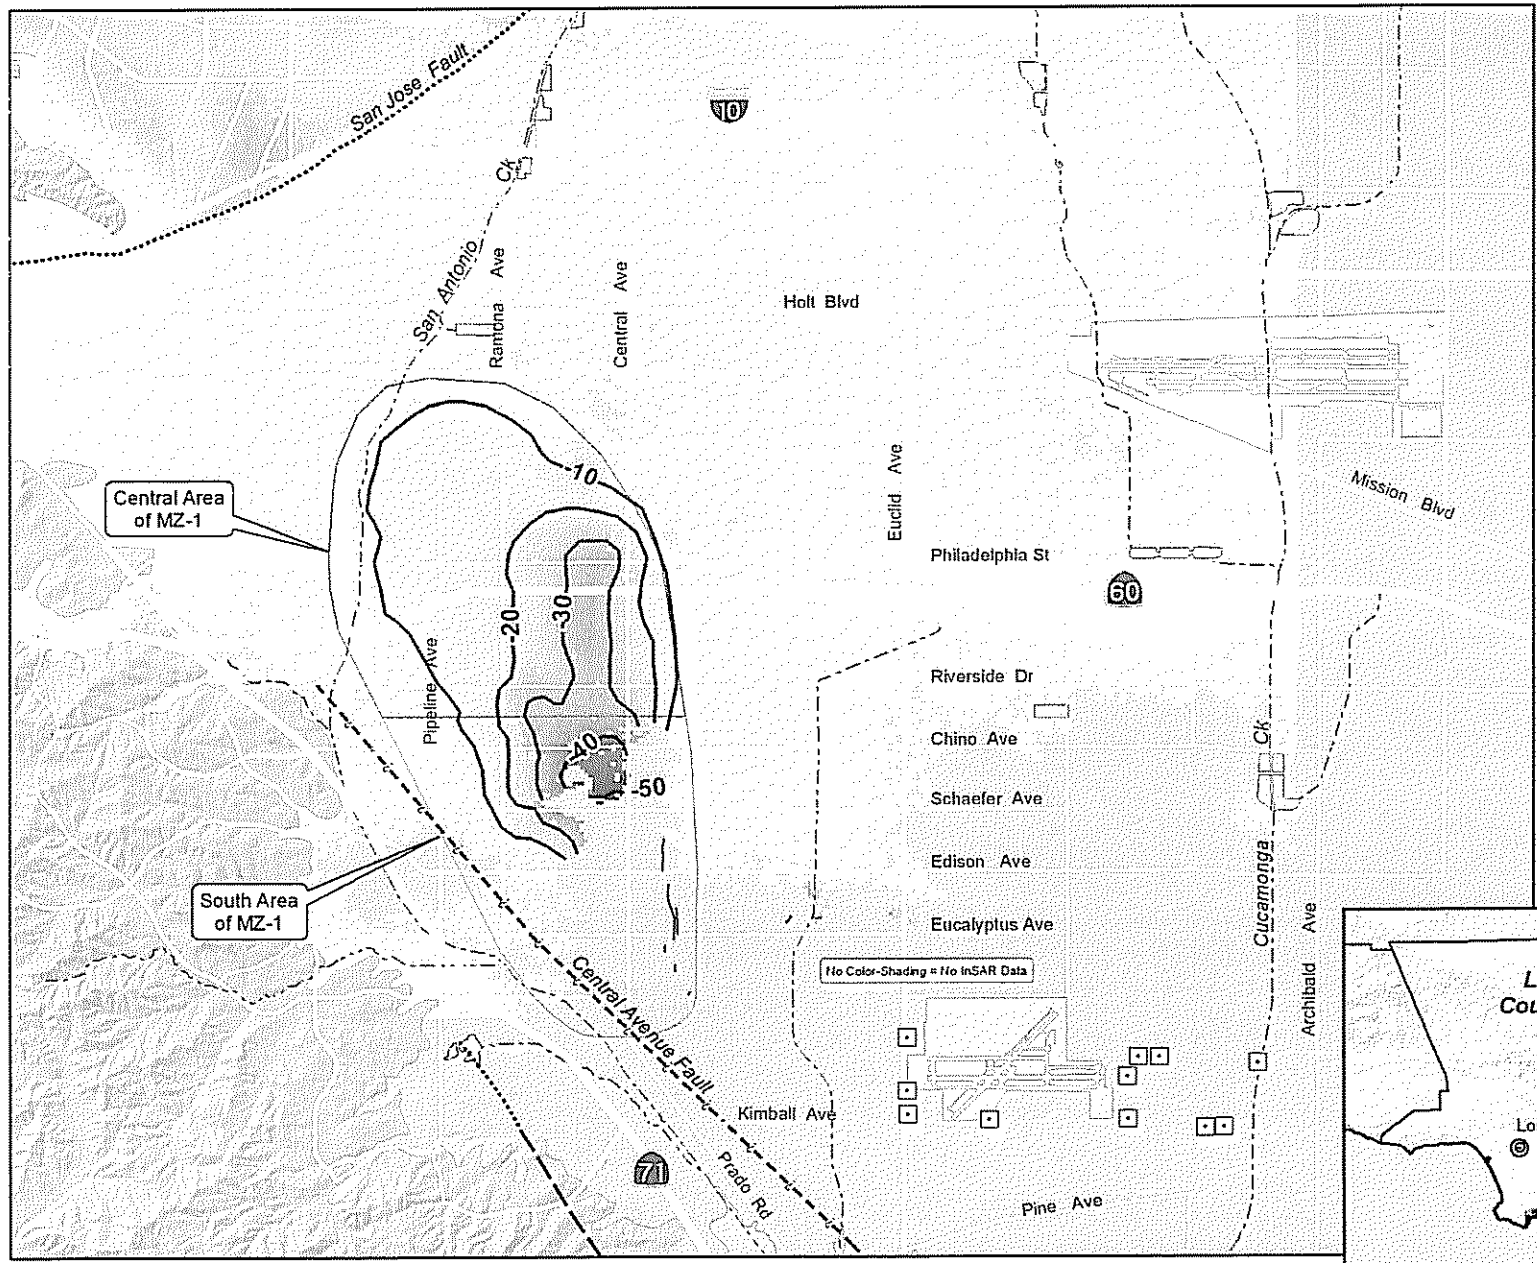 San Jose Fault
10
Ck
San Antonio
Ramona Ave
Central Ave
Holt Blvd
Euclid Ave
Mission Blvd
-10
Central Area
of MZ-1
Philadelphia St
60
-20
-30
Pipeline Ave
Riverside Dr
Chino Ave
-40
-50
Schaefer Ave
Edison Ave
South Area
of MZ-1
Eucalyptus Ave
Cucamonga Ck
Archibald Ave
No Color-Shading = No InSAR Data
Central Avenue Fault
Kimball Ave
71
Prado Rd
Pine Ave
L
Cou
Lo